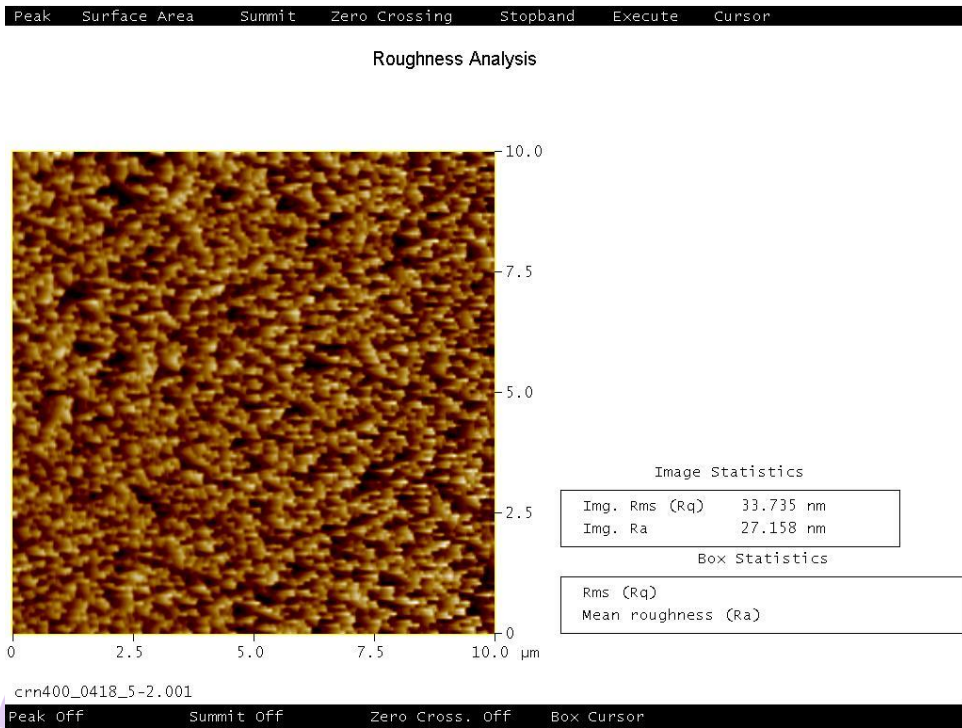 Peak Surface Area Summit Zero Crossing Stopband Execute Cursor
Roughness Analysis
10.0
7.5
5.0
Image Statistics
Img. Rms (Rq) 33.735 nm
Img. Ra 27.158 nm
2.5
Box Statistics
Rms (Rq)
Mean roughness (Ra)
0
0 2.5 5.0 7.5 10.0 µm
crn400_0418_5-2.001
Peak Off Summit Off Zero Cross. Off Box Cursor